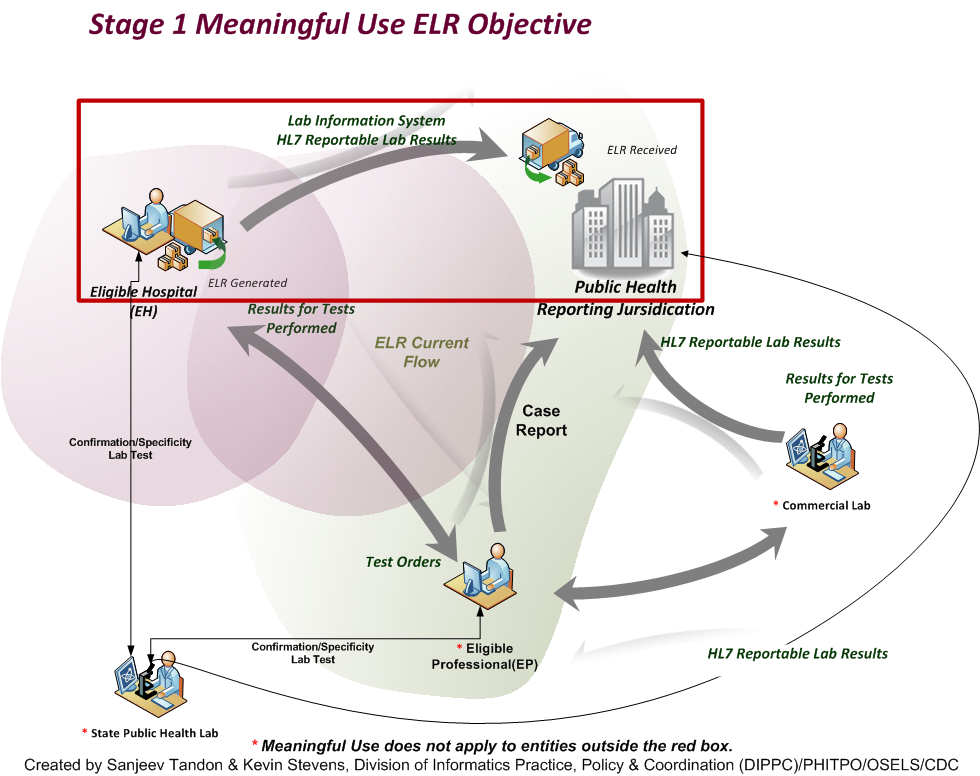 Stage 1 Meaningful Use ELR Objective
Lab Information System
HL7 Reportable Lab Results
ELR Received
ELR Generated
Eligible Hospital
(EH)
Public Health
Reporting Jursidication
Results for Tests
Performed
ELR Current
Flow
HL7 Reportable Lab Results
Results for Tests
Performed
Case
Report
Confirmation/Specificity
Lab Test
* Commercial Lab
Test Orders
Confirmation/Specificity
Lab Test
* Eligible
Professional(EP)
HL7 Reportable Lab Results
* State Public Health Lab
* Meaningful Use does not apply to entities outside the red box.
Created by Sanjeev Tandon & Kevin Stevens, Division of Informatics Practice, Policy & Coordination (DIPPC)/PHITPO/OSELS/CDC